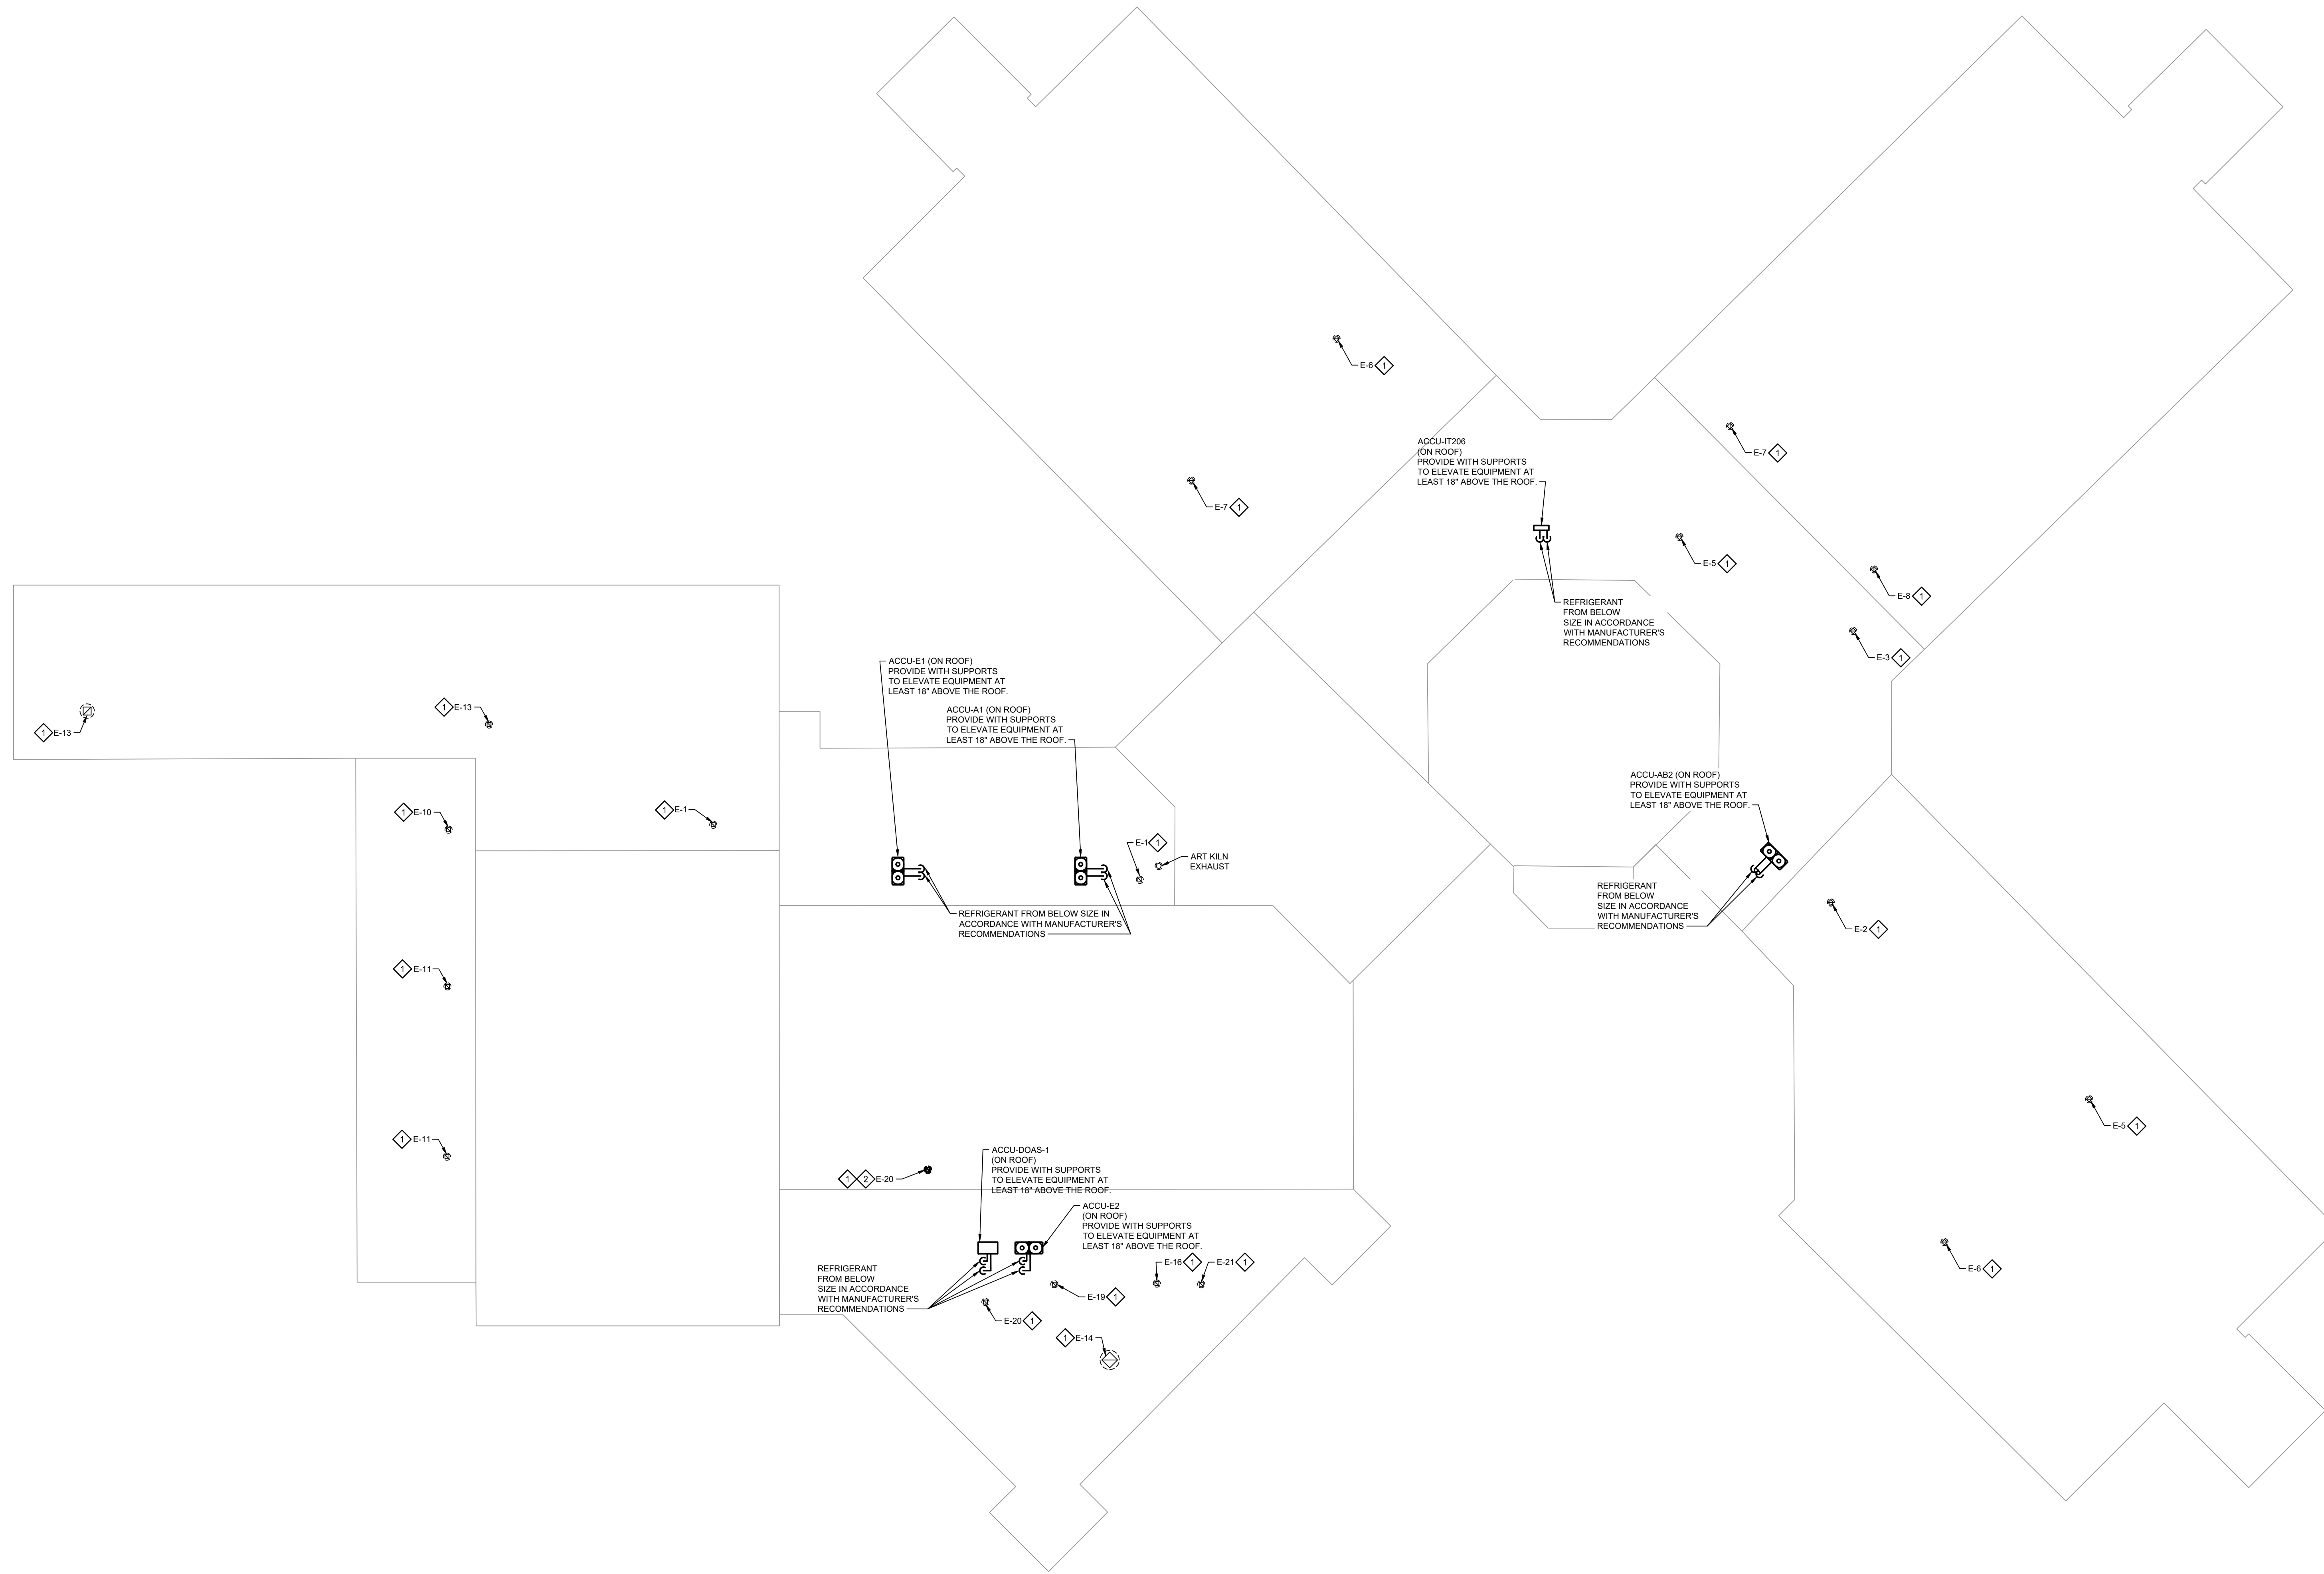 E-6 1
ACCU-IT206
(ON ROOF)
PROVIDE WITH SUPPORTS
TO ELEVATE EQUIPMENT AT
LEAST 18" ABOVE THE ROOF.
E-7 1
E-7 1
E-5 1
E-8 1
REFRIGERANT
FROM BELOW
SIZE IN ACCORDANCE
WITH MANUFACTURER'S
RECOMMENDATIONS
E-3 1
ACCU-E1 (ON ROOF)
PROVIDE WITH SUPPORTS
TO ELEVATE EQUIPMENT AT
LEAST 18" ABOVE THE ROOF.
1 E-13
ACCU-A1 (ON ROOF)
PROVIDE WITH SUPPORTS
TO ELEVATE EQUIPMENT AT
LEAST 18" ABOVE THE ROOF.
1 E-13
ACCU-AB2 (ON ROOF)
PROVIDE WITH SUPPORTS
TO ELEVATE EQUIPMENT AT
LEAST 18" ABOVE THE ROOF.
1 E-10
1 E-1
E-1 1
ART KILN
EXHAUST
REFRIGERANT
FROM BELOW
SIZE IN ACCORDANCE
WITH MANUFACTURER'S
RECOMMENDATIONS
REFRIGERANT FROM BELOW SIZE IN
ACCORDANCE WITH MANUFACTURER'S
RECOMMENDATIONS
E-2 1
1 E-11
E-5 1
1 E-11
ACCU-DOAS-1
(ON ROOF)
PROVIDE WITH SUPPORTS
TO ELEVATE EQUIPMENT AT
LEAST 18" ABOVE THE ROOF.
1 2 E-20
ACCU-E2
(ON ROOF)
PROVIDE WITH SUPPORTS
TO ELEVATE EQUIPMENT AT
LEAST 18" ABOVE THE ROOF.
E-16 1
E-21 1
E-6 1
REFRIGERANT
FROM BELOW
SIZE IN ACCORDANCE
WITH MANUFACTURER'S
RECOMMENDATIONS
E-19 1
E-20 1
1 E-14